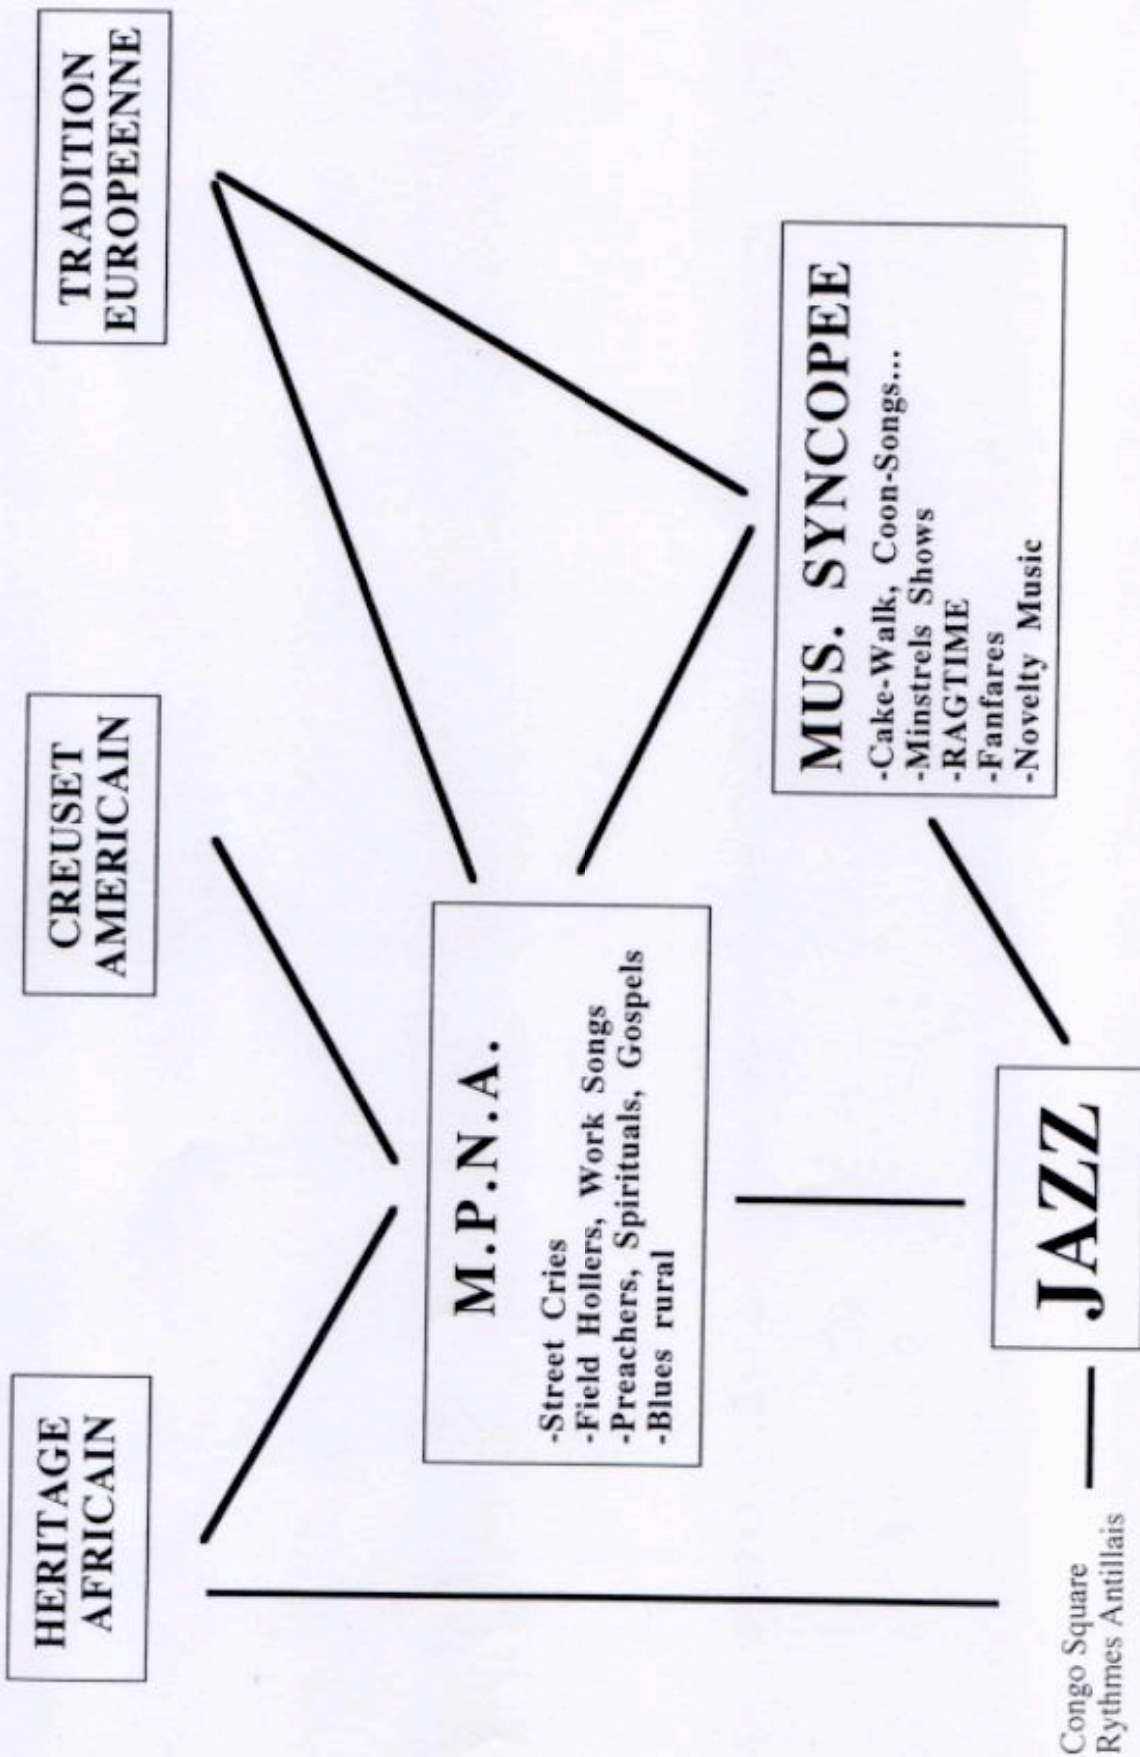 HERITAGE
AFRICAIN
CREUSET
AMERICAIN
TRADITION
EUROPEENNE
M.P.N.A.
-Street Cries
-Field Hollers, Work Songs
-Preachers, Spirituals, Gospels
-Blues rural
MUS. SYNCOPEE
-Cake-Walk, Coon-Songs...
-Minstrels Shows
-RAGTIME
-Fanfares
-Novelty Music
Congo Square
Rythmes Antillais
JAZZ